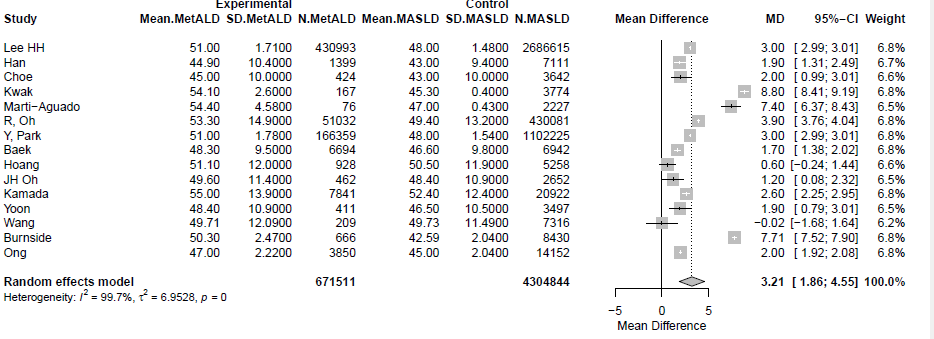 Experimental Control
Study Mean.MetALD SD.MetALD N.MetALD Mean.MASLD SD.MASLD N.MASLD Mean Difference MD 95%−CI Weight
Lee HH 51.00 1.7100 430993 48.00 1.4800 2686615 3.00 [ 2.99; 3.01] 6.8%
Han 44.90 10.4000 1399 43.00 9.4000 7111 1.90 [ 1.31; 2.49] 6.7%
Choe 45.00 10.0000 424 43.00 10.0000 3642 2.00 [ 0.99; 3.01] 6.6%
Kwak 54.10 2.6000 167 45.30 0.4000 3774 8.80 [ 8.41; 9.19] 6.7%
Marti−Aguado 54.40 4.5800 76 47.00 0.4300 2227 7.40 [ 6.37; 8.43] 6.5%
R, Oh 53.30 14.9000 51032 49.40 13.2000 430081 3.90 [ 3.76; 4.04] 6.8%
Y, Park 51.00 1.7800 166359 48.00 1.5400 1102225 3.00 [ 2.99; 3.01] 6.8%
Baek 48.30 9.5000 6694 46.60 9.8000 6942 1.70 [ 1.38; 2.02] 6.8%
Hoang 51.10 12.0000 928 50.50 11.9000 5258 0.60 [−0.24; 1.44] 6.6%
JH Oh 49.60 11.4000 462 48.40 10.9000 2652 1.20 [ 0.08; 2.32] 6.5%
Kamada 55.00 13.9000 7841 52.40 12.4000 20922 2.60 [ 2.25; 2.95] 6.8%
Yoon 48.40 10.9000 411 46.50 10.5000 3497 1.90 [ 0.79; 3.01] 6.5%
Wang 49.71 12.0900 209 49.73 11.4900 7316 −0.02 [−1.68; 1.64] 6.2%
Burnside 50.30 2.4700 666 42.59 2.0400 8430 7.71 [ 7.52; 7.90] 6.8%
Ong 47.00 2.2200 3850 45.00 2.0400 14152 2.00 [ 1.92; 2.08] 6.8%
Random effects model 671511 4304844 3.21 [ 1.86; 4.55] 100.0%
Heterogeneity: I² = 99.7%, τ² = 6.9528, p = 0
−5 0 5
Mean Difference